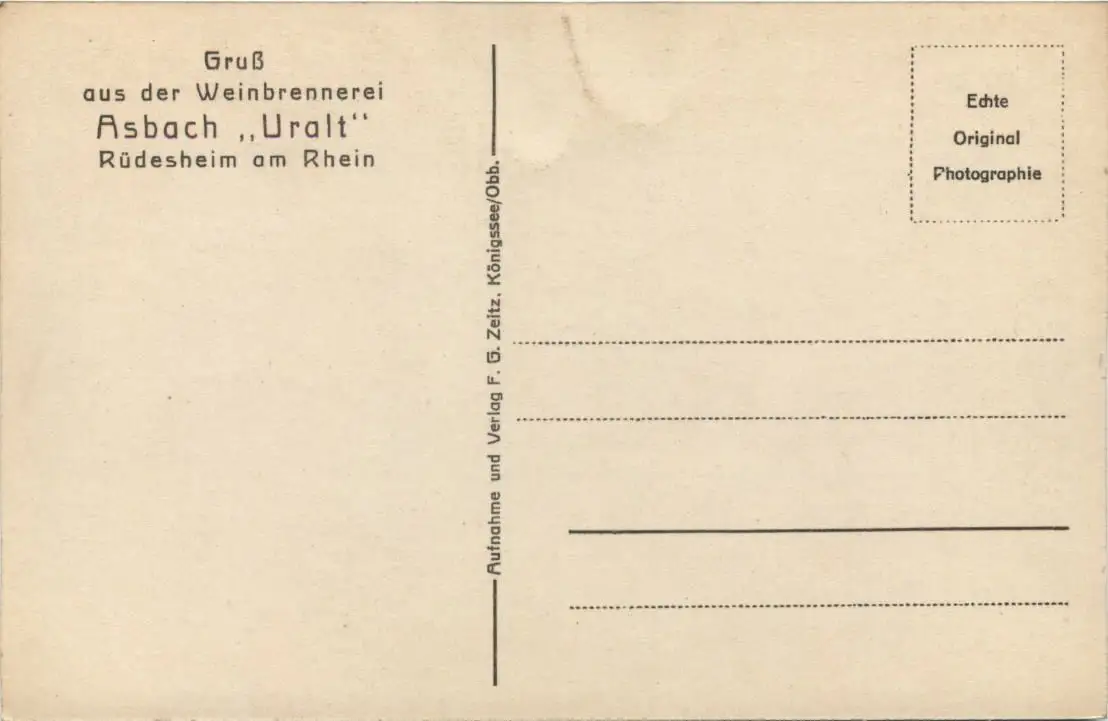 Gruß
aus der Weinbrennerei
Asbach „Uralt“
Rüdesheim am Rhein
Aufnahme und Verlag F. G. Zeitz, Königssee/Obb.
Echte
Original
Photographie